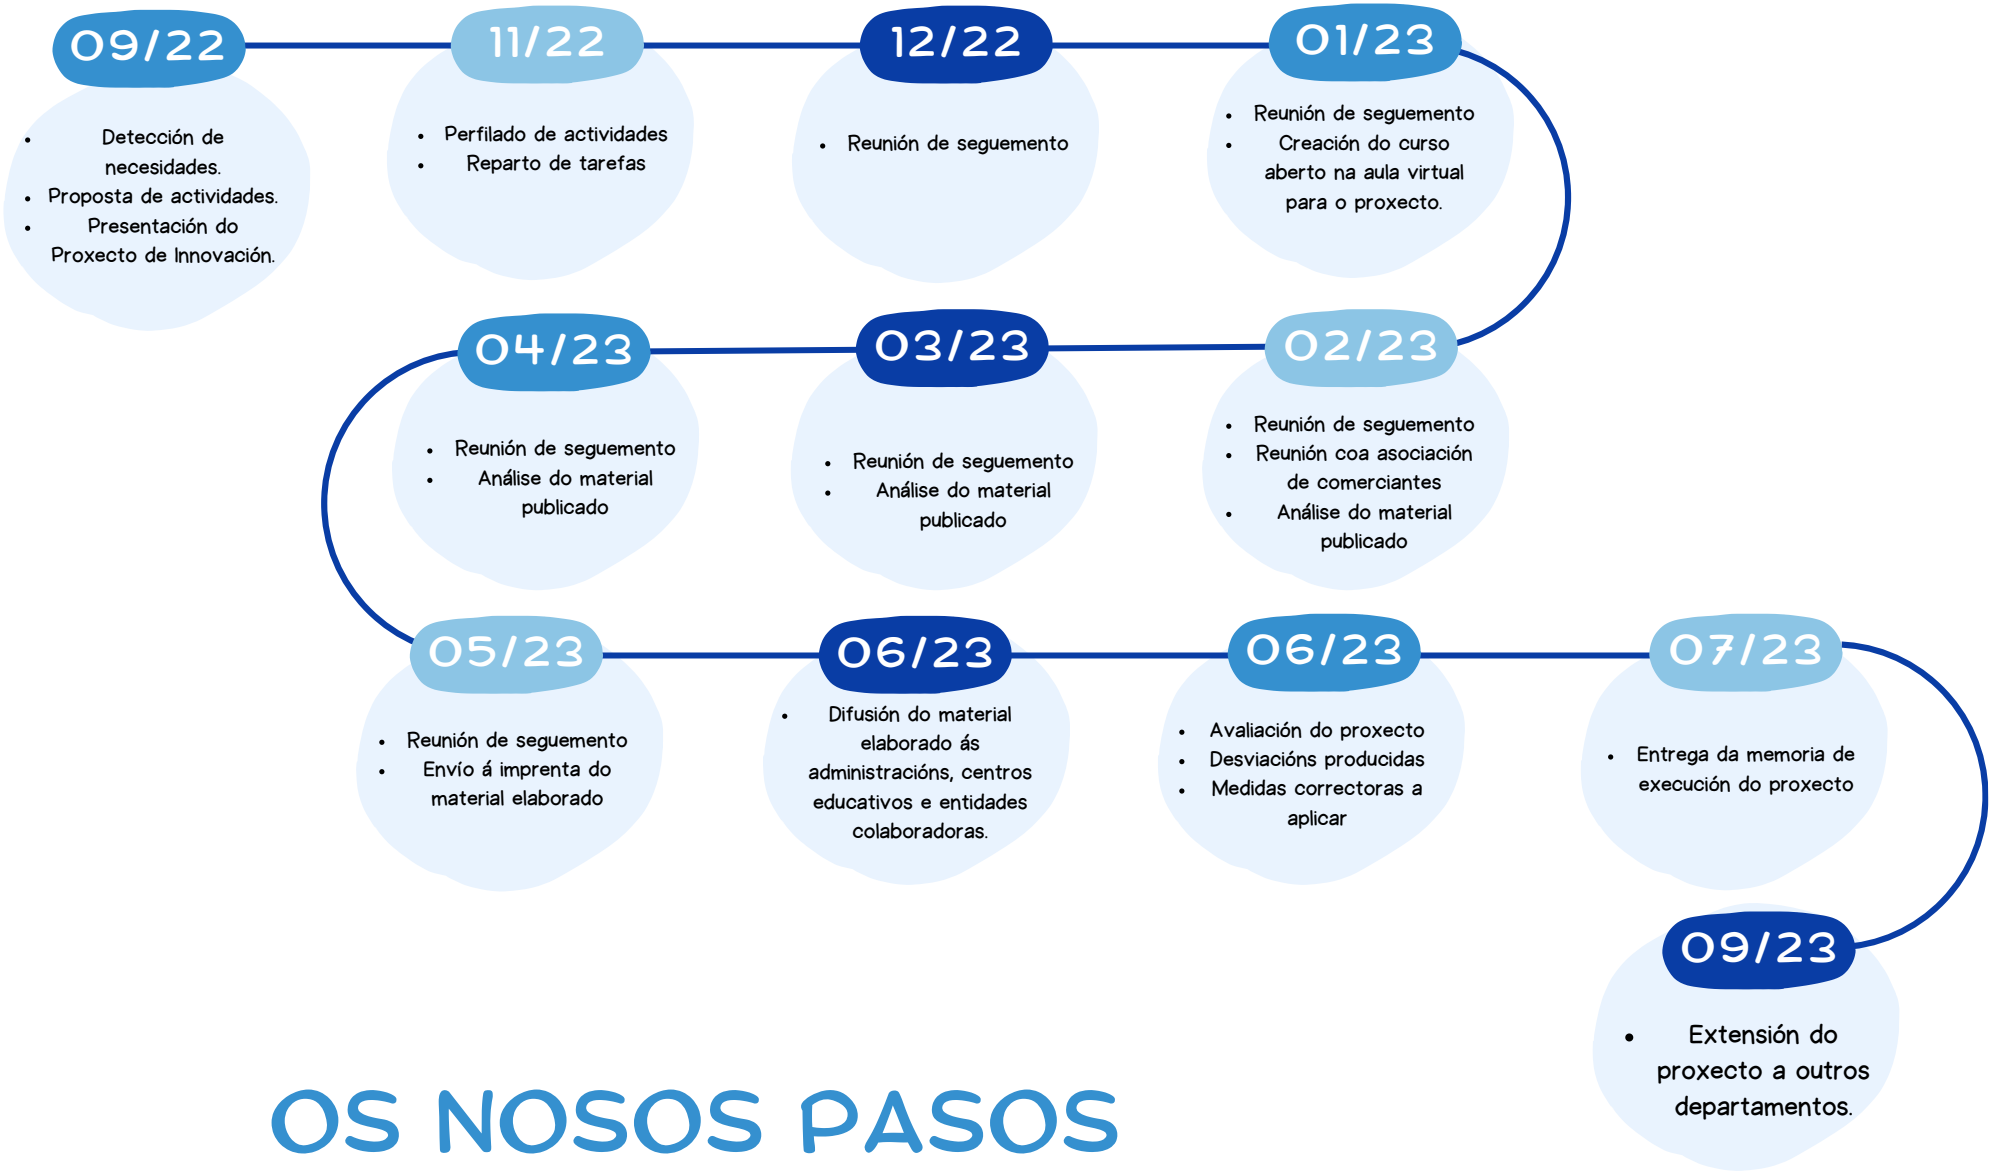 09/22
• Detección de
necesidades.
• Proposta de actividades.
• Presentación do
Proxecto de Innovación.
11/22
• Perfilado de actividades
• Reparto de tarefas
12/22
• Reunión de seguemento
01/23
• Reunión de seguemento
• Creación do curso
aberto na aula virtual
para o proxecto.
02/23
• Reunión de seguemento
• Reunión coa asociación
de comerciantes
• Análise do material
publicado
03/23
• Reunión de seguemento
• Análise do material
publicado
04/23
• Reunión de seguemento
• Análise do material
publicado
05/23
• Reunión de seguemento
• Envío á imprenta do
material elaborado
06/23
• Difusión do material
elaborado ás
administracións, centros
educativos e entidades
colaboradoras.
06/23
• Avaliación do proxecto
• Desviacións producidas
• Medidas correctoras a
aplicar
07/23
• Entrega da memoria de
execución do proxecto
09/23
• Extensión do
proxecto a outros
departamentos.
OS NOSOS PASOS